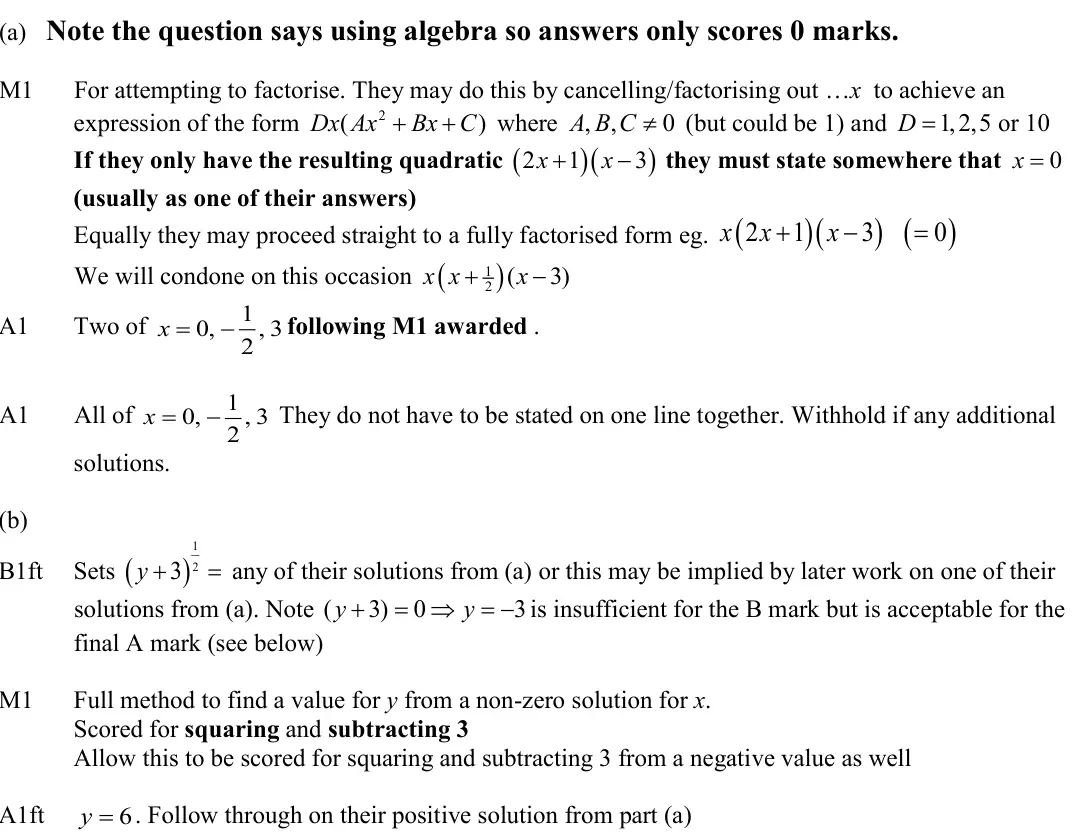 (a) Note the question says using algebra so answers only scores 0 marks.
M1 For attempting to factorise. They may do this by cancelling/factorising out …x to achieve an
expression of the form Dx(Ax² + Bx + C) where A, B, C ≠ 0 (but could be 1) and D = 1, 2, 5 or 10
If they only have the resulting quadratic (2x+1)(x−3) they must state somewhere that x = 0
(usually as one of their answers)
Equally they may proceed straight to a fully factorised form eg. x(2x+1)(x−3) (=0)
We will condone on this occasion x(x+½)(x−3)
A1 Two of x = 0, −1/2, 3 following M1 awarded .
A1 All of x = 0, −1/2, 3 They do not have to be stated on one line together. Withhold if any additional
solutions.
(b)
B1ft Sets (y+3)^(1/2) = any of their solutions from (a) or this may be implied by later work on one of their
solutions from (a). Note (y+3) = 0 ⇒ y = −3 is insufficient for the B mark but is acceptable for the
final A mark (see below)
M1 Full method to find a value for y from a non-zero solution for x.
Scored for squaring and subtracting 3
Allow this to be scored for squaring and subtracting 3 from a negative value as well
A1ft y = 6. Follow through on their positive solution from part (a)